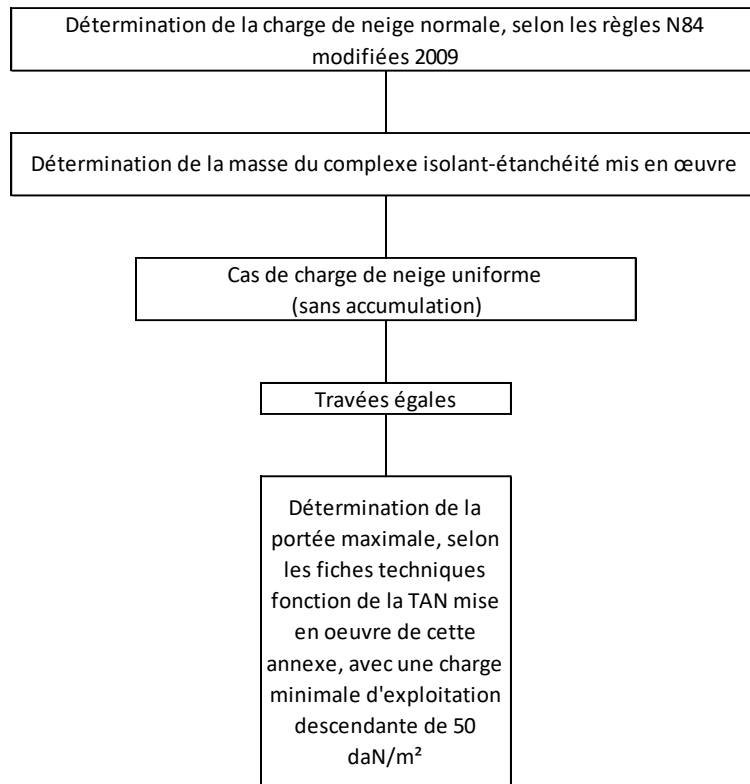 Détermination de la charge de neige normale, selon les règles N84
modifiées 2009
Détermination de la masse du complexe isolant-étanchéité mis en œuvre
Cas de charge de neige uniforme
(sans accumulation)
Travées égales
Détermination de la
portée maximale, selon
les fiches techniques
fonction de la TAN mise
en oeuvre de cette
annexe, avec une charge
minimale d'exploitation
descendante de 50
daN/m²